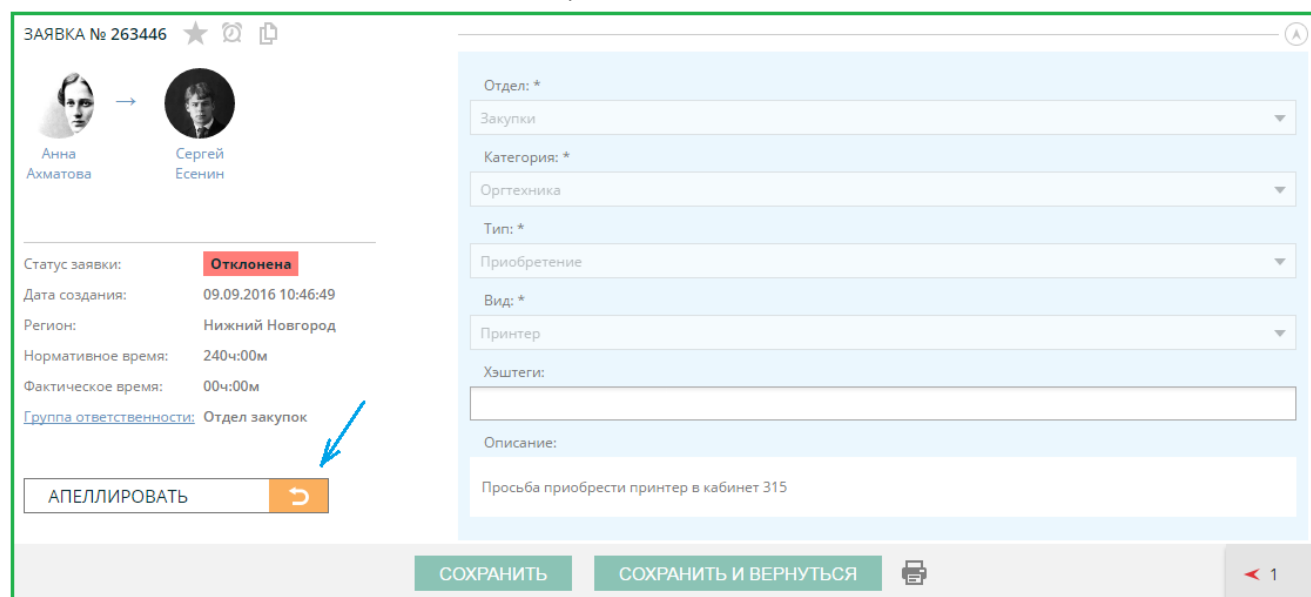 ЗАЯВКА № 263446
Анна
Ахматова
Сергей
Есенин
Статус заявки: Отклонена
Дата создания: 09.09.2016 10:46:49
Регион: Нижний Новгород
Нормативное время: 240ч:00м
Фактическое время: 00ч:00м
Группа ответственности: Отдел закупок
АПЕЛЛИРОВАТЬ
Отдел: *
Закупки
Категория: *
Оргтехника
Тип: *
Приобретение
Вид: *
Принтер
Хэштеги:
Описание:
Просьба приобрести принтер в кабинет 315
СОХРАНИТЬ
СОХРАНИТЬ И ВЕРНУТЬСЯ
1